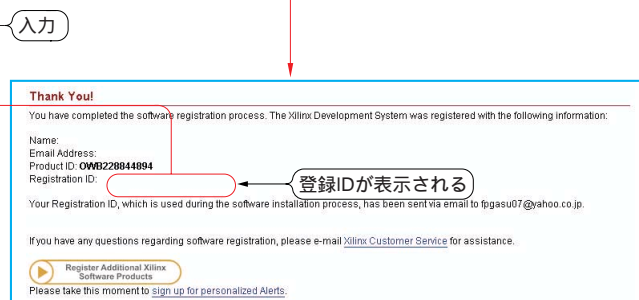 入力
Thank You!
You have completed the software registration process. The Xilinx Development System was registered with the following information:
Name:
Email Address:
Product ID: OWB228844894
Registration ID:
登録IDが表示される
Your Registration ID, which is used during the software installation process, has been sent via email to fpgasu07@yahoo.co.jp.
If you have any questions regarding software registration, please e-mail Xilinx Customer Service for assistance.
Register Additional Xilinx
Software Products
Please take this moment to sign up for personalized Alerts.